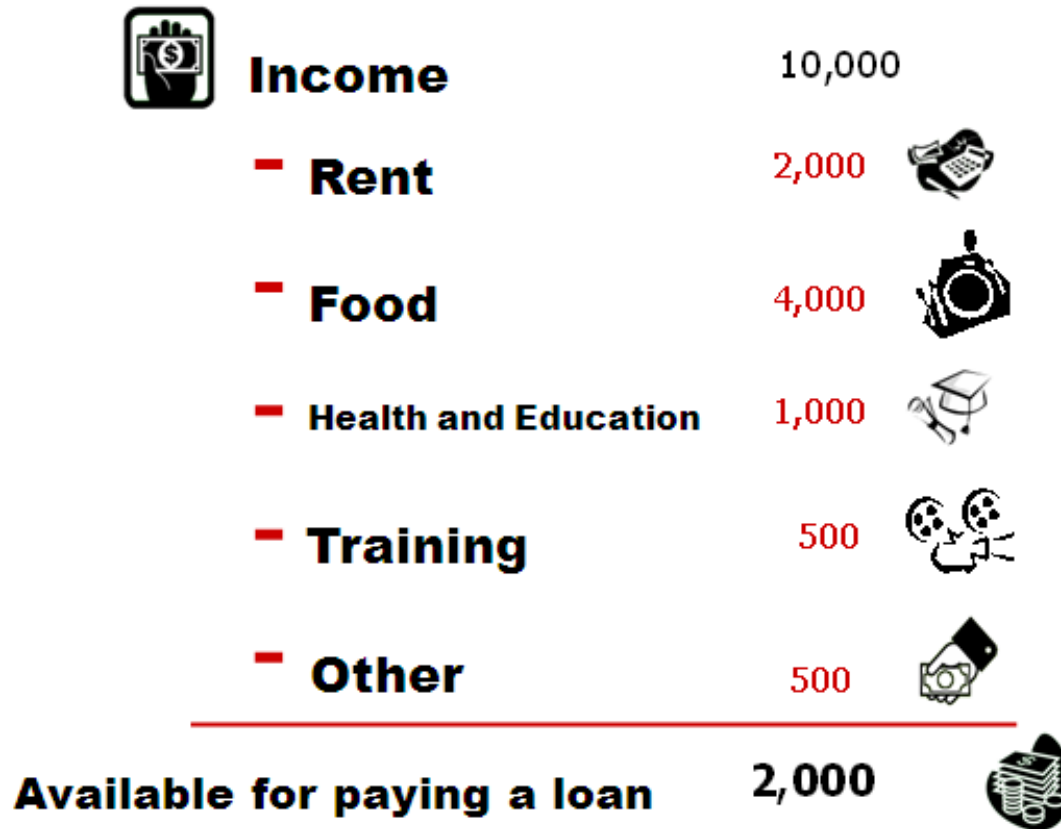 Income 10,000
- Rent 2,000
- Food 4,000
- Health and Education 1,000
- Training 500
- Other 500
Available for paying a loan 2,000